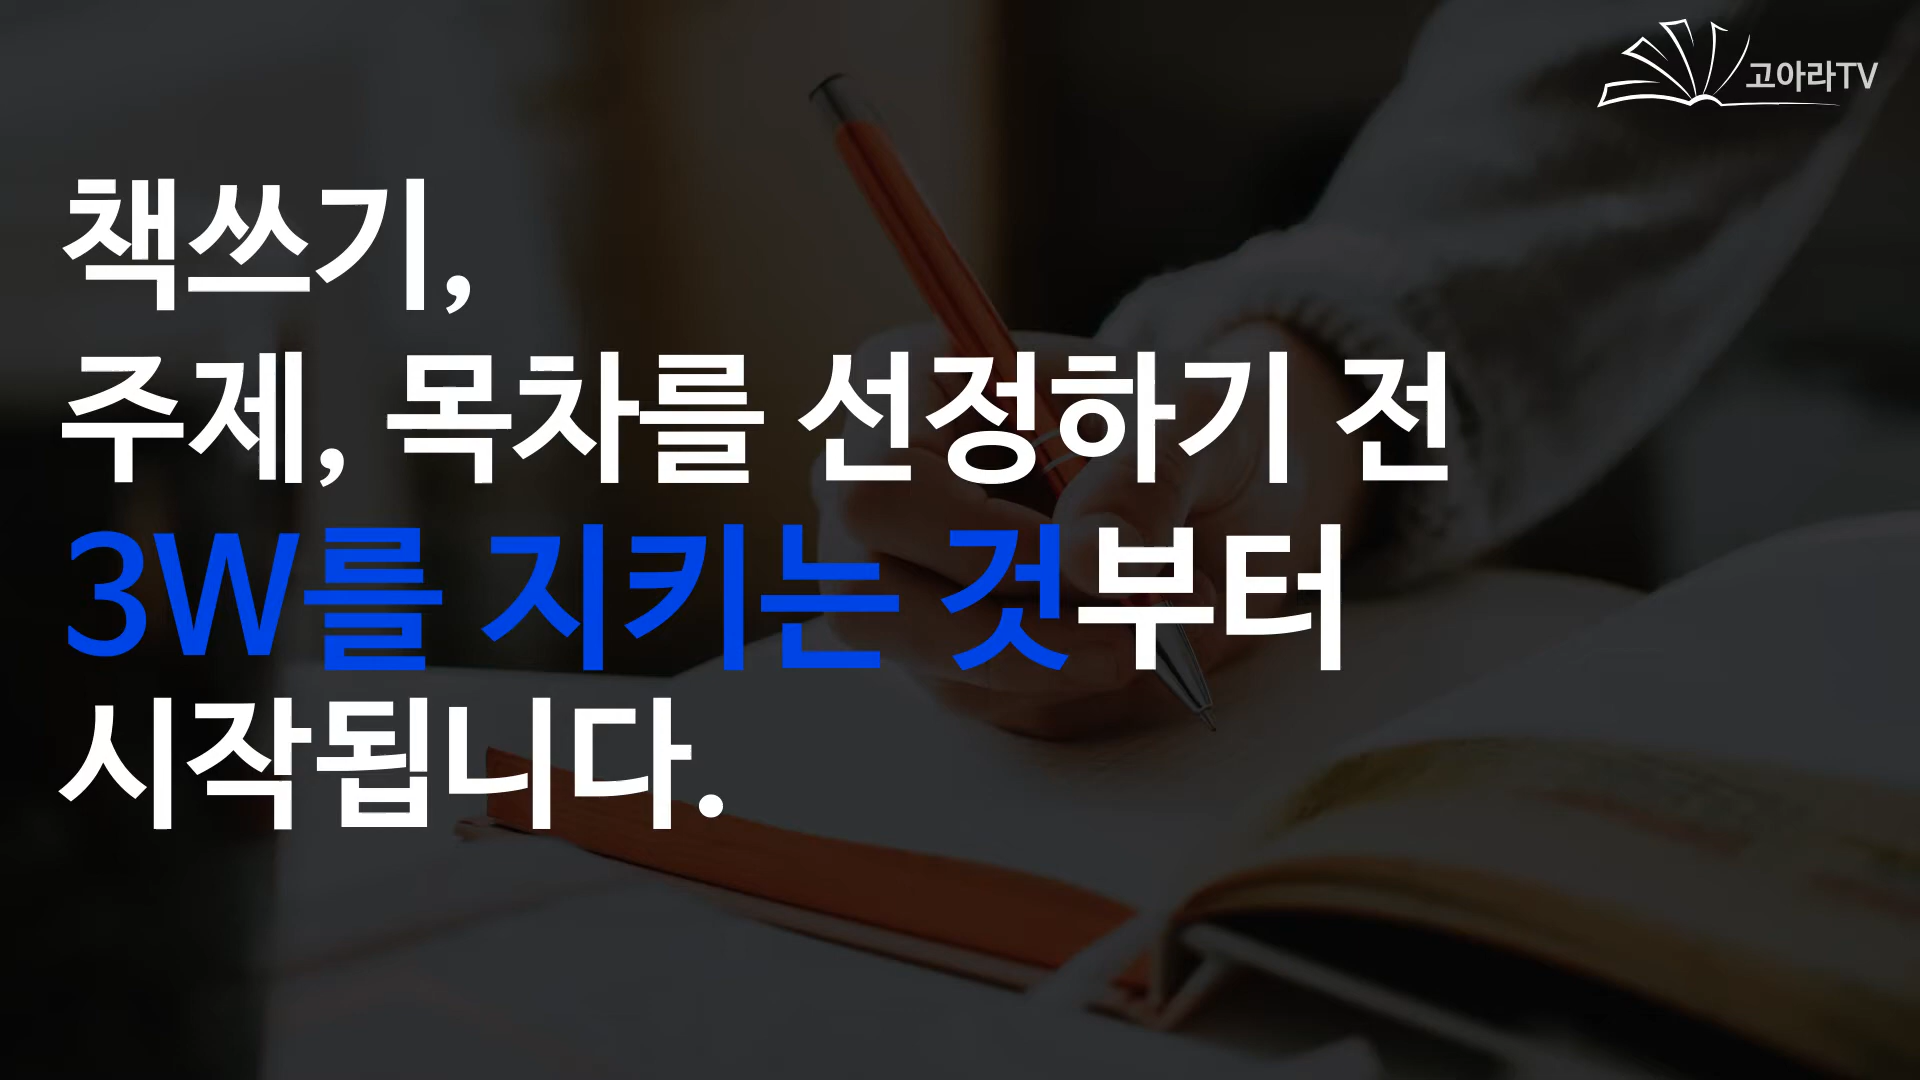 고아라TV
책쓰기,
주제, 목차를 선정하기 전
3W를 지키는 것부터
시작됩니다.